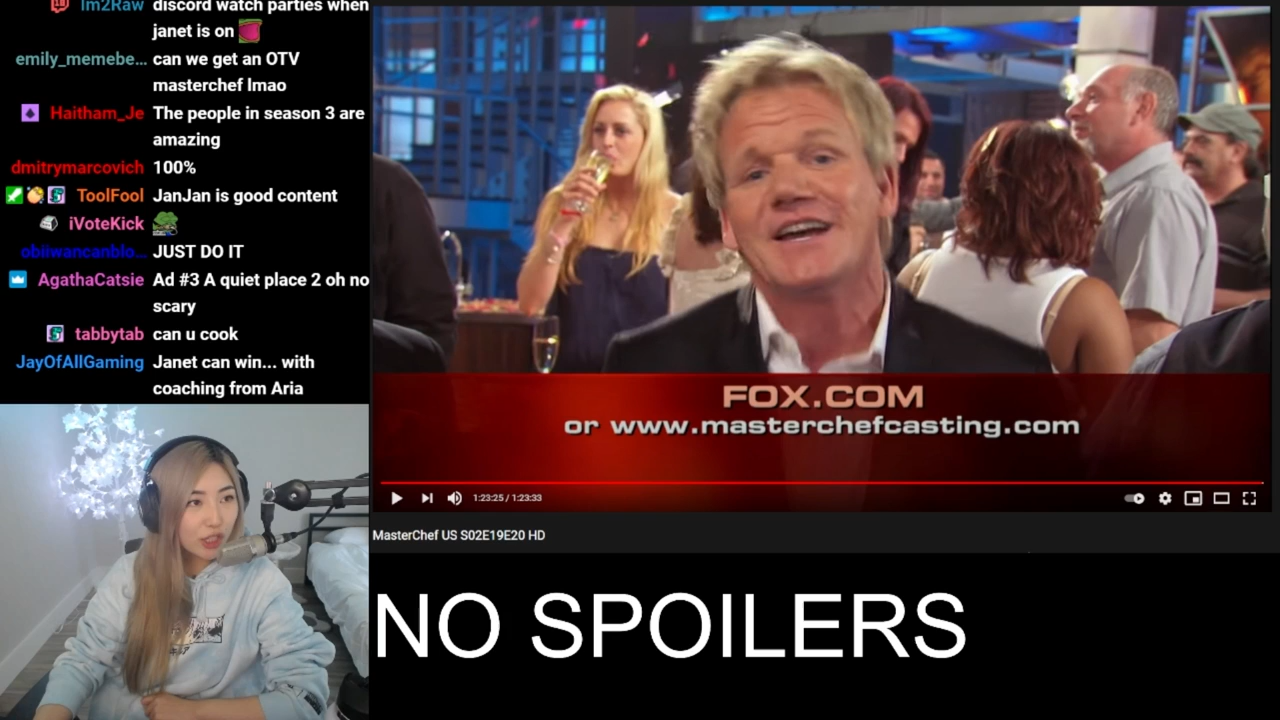 Im2Raw discord watch parties when
janet is on
emily_memebe... can we get an OTV
masterchef lmao
Haitham_Je The people in season 3 are
amazing
dmitrymarcovich 100%
ToolFool JanJan is good content
iVoteKick
obiiwancanblo... JUST DO IT
AgathaCatsie Ad #3 A quiet place 2 oh no
scary
tabbytab can u cook
JayOfAllGaming Janet can win... with
coaching from Aria
FOX.COM
or www.masterchefcasting.com
1:23:25 / 1:23:33
MasterChef US S02E19E20 HD
NO SPOILERS